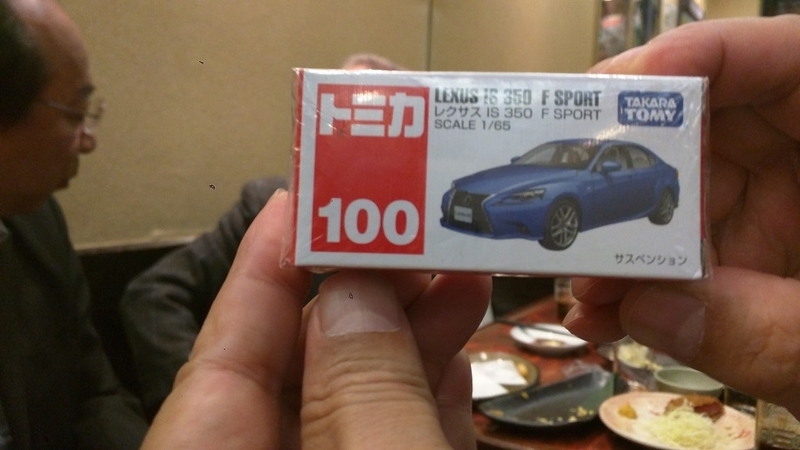 トミカ
100
LEXUS IS 350 F SPORT
レクサス IS 350 F SPORT
SCALE 1/65
TAKARA
TOMY
サスペンション